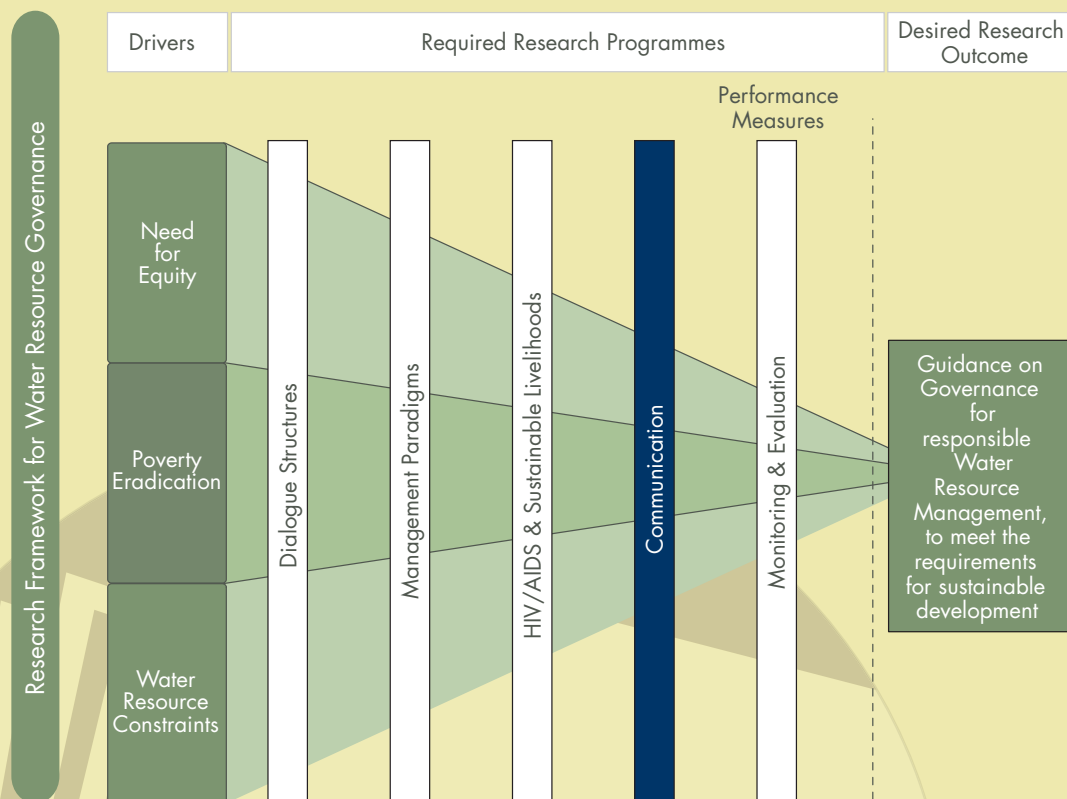 Research Framework for Water Resource Governance
Drivers
Required Research Programmes
Desired Research
Outcome
Performance
Measures
Need
for
Equity
Poverty
Eradication
Water
Resource
Constraints
Dialogue Structures
Management Paradigms
HIV/AIDS & Sustainable Livelihoods
Communication
Monitoring & Evaluation
Guidance on
Governance
for
responsible
Water
Resource
Management,
to meet the
requirements
for sustainable
development